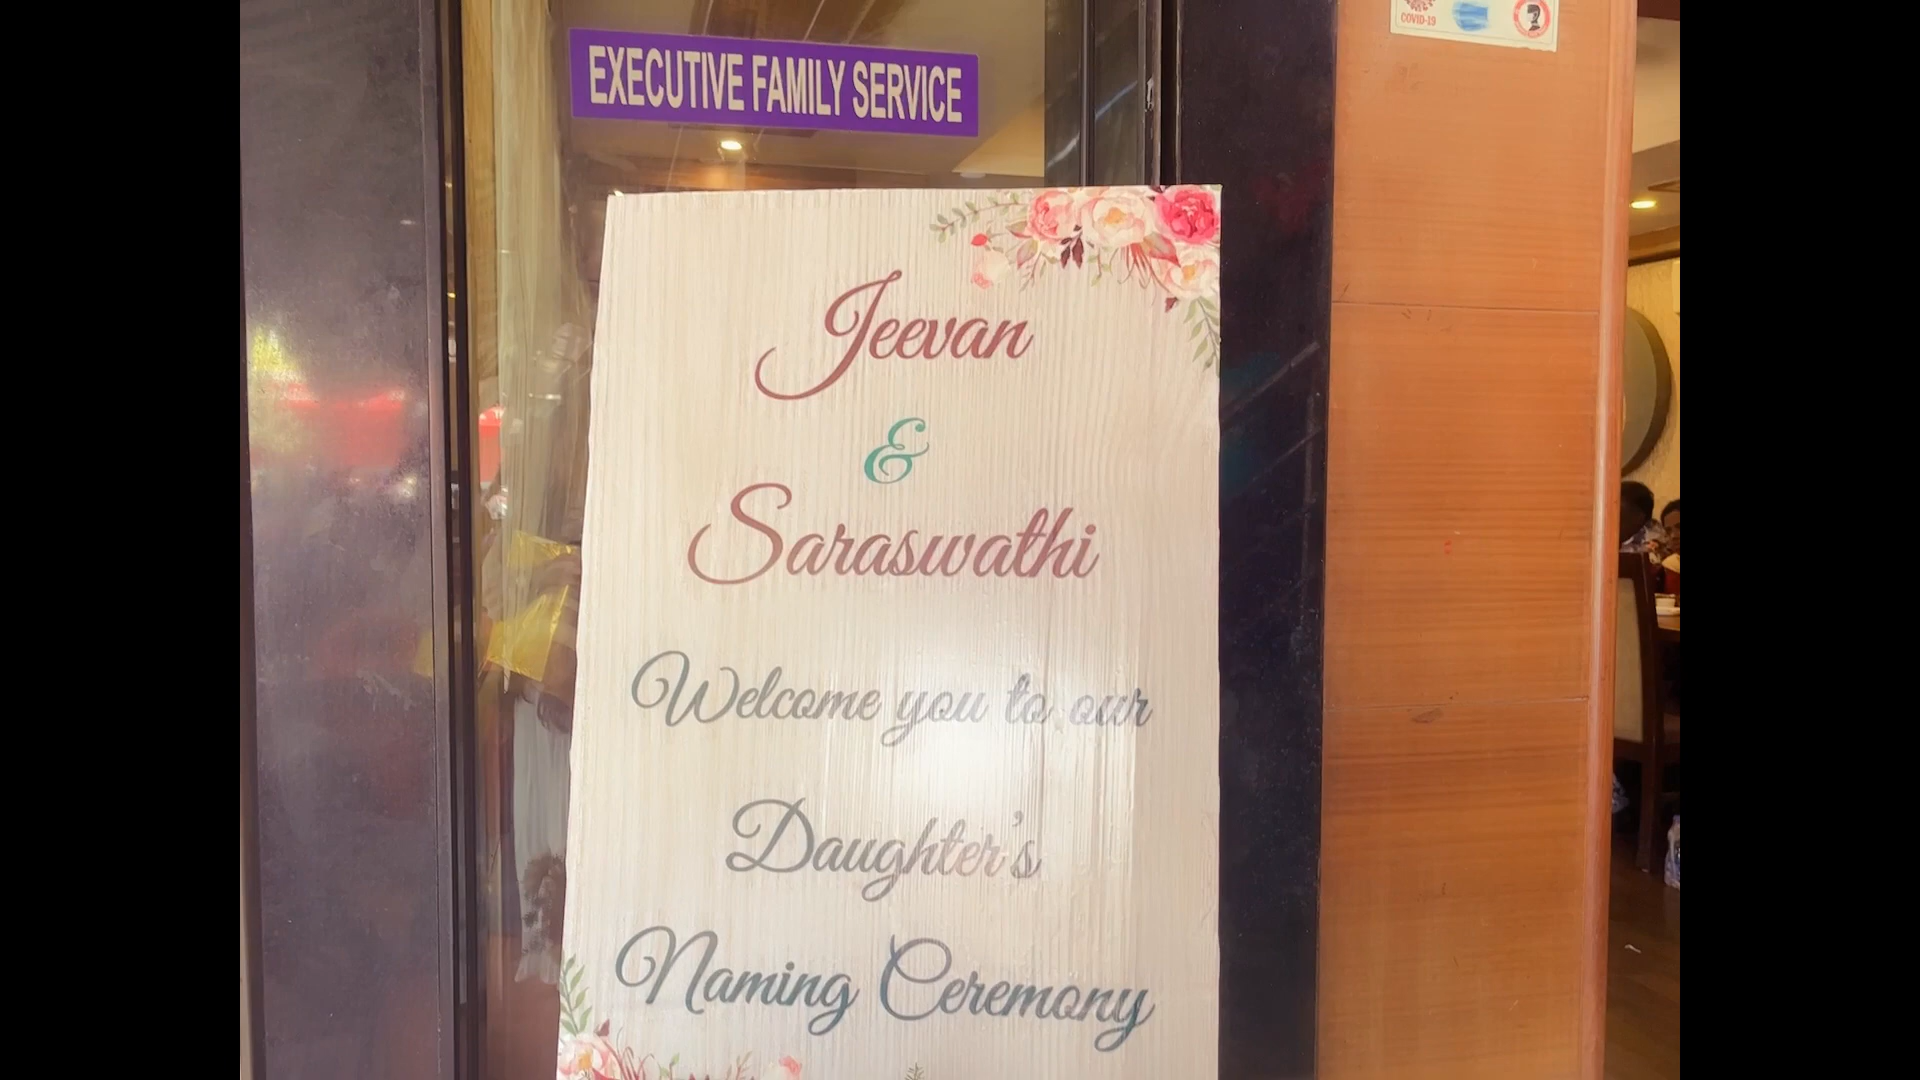 COVID-19
EXECUTIVE FAMILY SERVICE
Jeevan
&
Saraswathi
Welcome you to our
Daughter's
Naming Ceremony